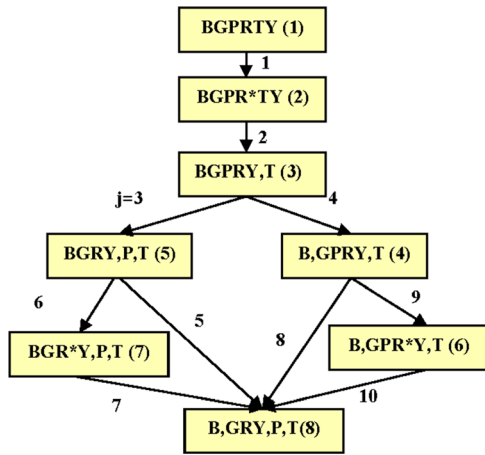 BGPRTY (1)
1
BGPR*TY (2)
2
BGPRY,T (3)
j=3
4
BGRY,P,T (5)
B,GPRY,T (4)
6
5
8
9
BGR*Y,P,T (7)
B,GPR*Y,T (6)
7
10
B,GRY,P,T(8)